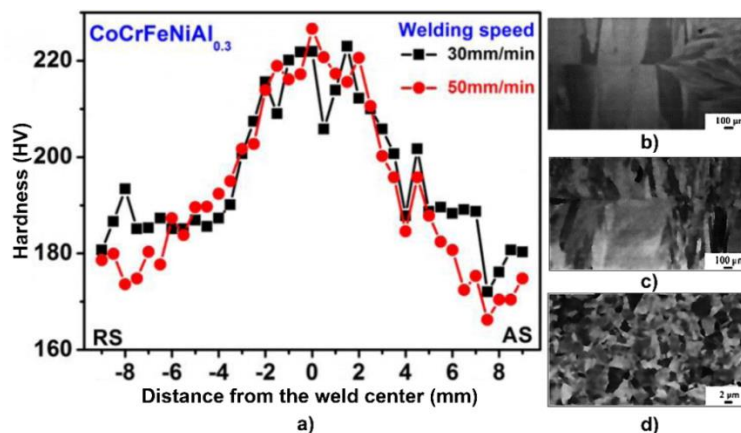 CoCrFeNiAl0.3
Welding speed
30mm/min
50mm/min
Hardness (HV)
220
200
180
160
RS
AS
-8 -6 -4 -2 0 2 4 6 8
Distance from the weld center (mm)
a)
100 µm
b)
100 µm
c)
2 µm
d)